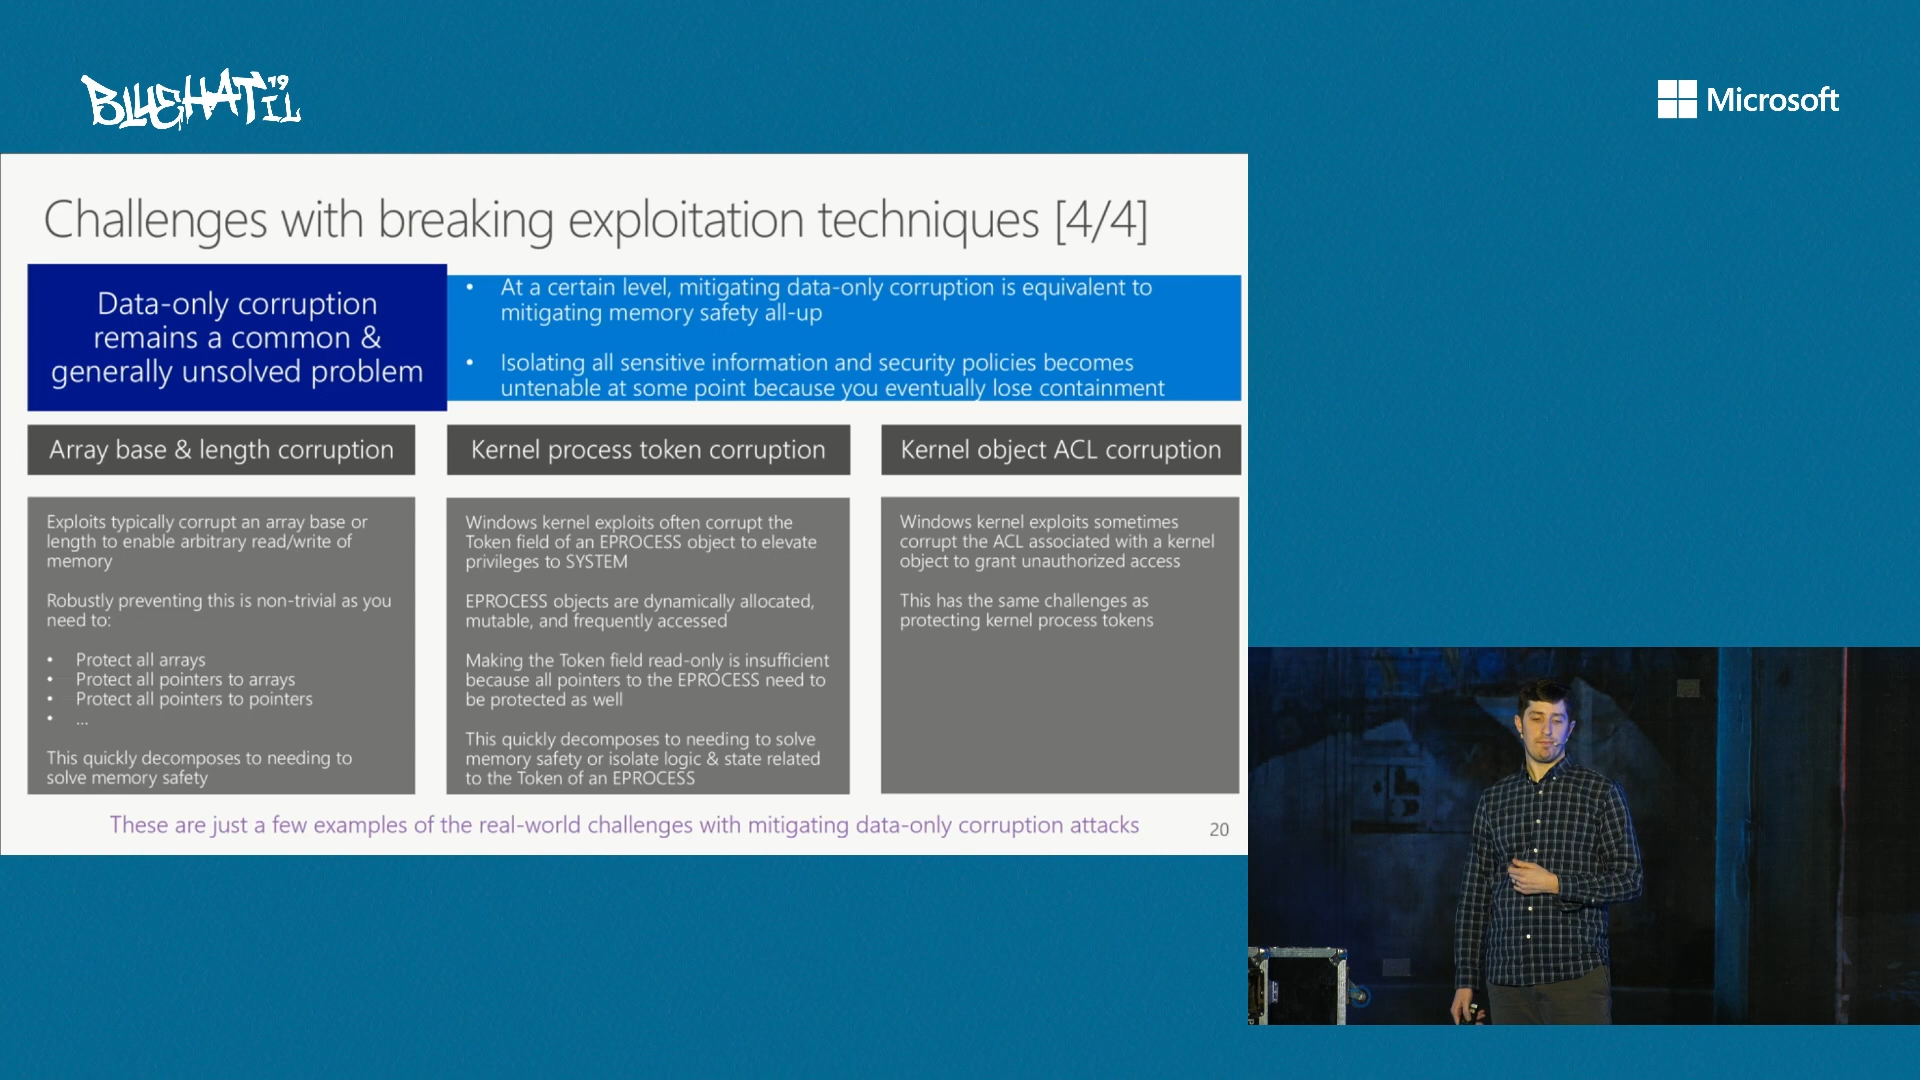 BLUEHAT IL '19
Microsoft
Challenges with breaking exploitation techniques [4/4]
Data-only corruption
remains a common &
generally unsolved problem
• At a certain level, mitigating data-only corruption is equivalent to
mitigating memory safety all-up
• Isolating all sensitive information and security policies becomes
untenable at some point because you eventually lose containment
Array base & length corruption
Exploits typically corrupt an array base or
length to enable arbitrary read/write of
memory
Robustly preventing this is non-trivial as you
need to:
• Protect all arrays
• Protect all pointers to arrays
• Protect all pointers to pointers
• ...
This quickly decomposes to needing to
solve memory safety
Kernel process token corruption
Windows kernel exploits often corrupt the
Token field of an EPROCESS object to elevate
privileges to SYSTEM
EPROCESS objects are dynamically allocated,
mutable, and frequently accessed
Making the Token field read-only is insufficient
because all pointers to the EPROCESS need to
be protected as well
This quickly decomposes to needing to solve
memory safety or isolate logic & state related
to the Token of an EPROCESS
Kernel object ACL corruption
Windows kernel exploits sometimes
corrupt the ACL associated with a kernel
object to grant unauthorized access
This has the same challenges as
protecting kernel process tokens
These are just a few examples of the real-world challenges with mitigating data-only corruption attacks
20